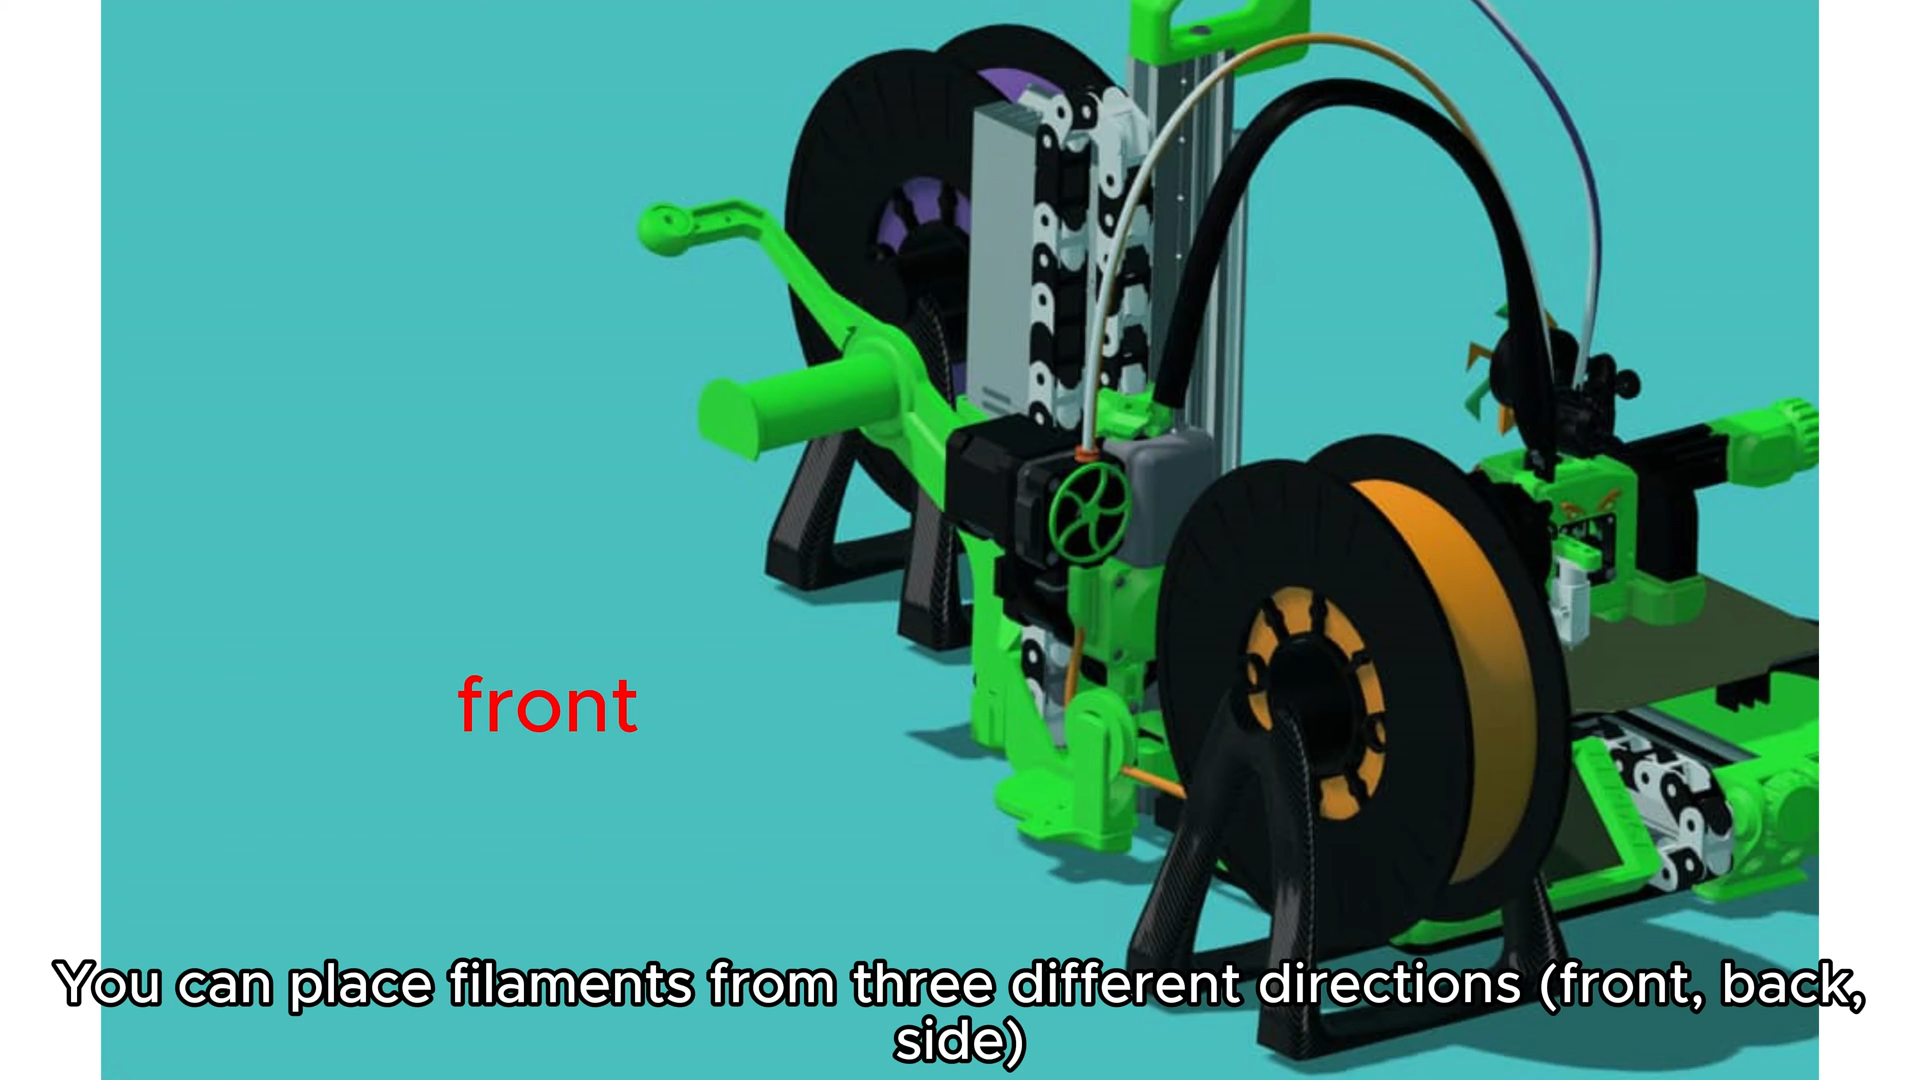 front
You can place filaments from three different directions (front, back,
side)